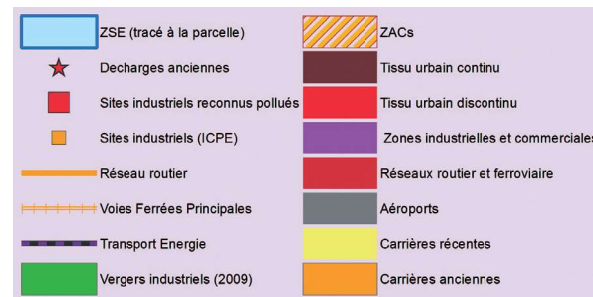 ZSE (tracé à la parcelle)
Decharges anciennes
Sites industriels reconnus pollués
Sites industriels (ICPE)
Réseau routier
Voies Ferrées Principales
Transport Energie
Vergers industriels (2009)
ZACs
Tissu urbain continu
Tissu urbain discontinu
Zones industrielles et commerciales
Réseaux routier et ferroviaire
Aéroports
Carrières récentes
Carrières anciennes